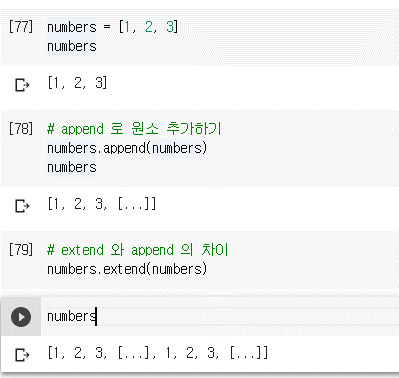 [77] numbers = [1, 2, 3]
numbers
[1, 2, 3]
[78] # append 로 원소 추가하기
numbers.append(numbers)
numbers
[1, 2, 3, [...]]
[79] # extend 와 append 의 차이
numbers.extend(numbers)
numbers
[1, 2, 3, [...], 1, 2, 3, [...]]